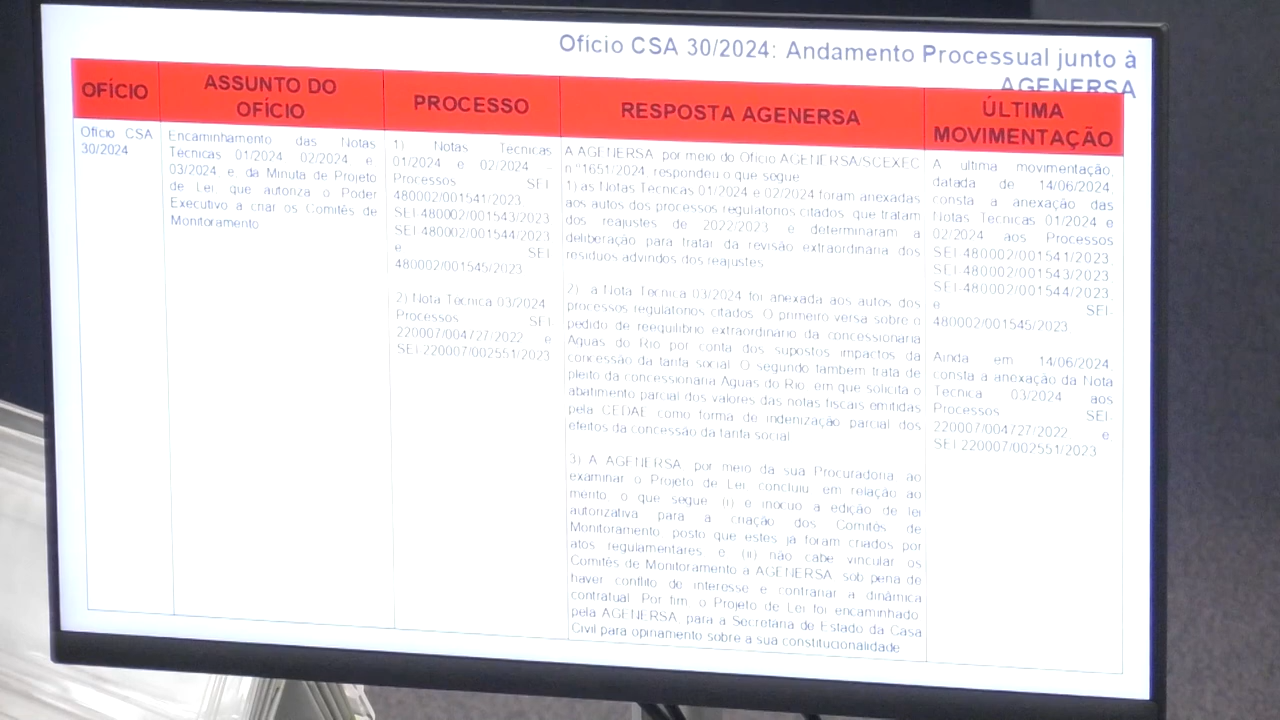 Ofício CSA 30/2024: Andamento Processual junto à
AGENERSA
OFÍCIO
ASSUNTO DO
OFÍCIO
PROCESSO
RESPOSTA AGENERSA
ÚLTIMA
MOVIMENTAÇÃO
Ofício CSA
30/2024
Encaminhamento das Notas
Técnicas 01/2024 02/2024 e
03/2024 e da Minuta de Projeto
de Lei que autoriza o Poder
Executivo a criar os Comitês de
Monitoramento
1) Notas Técnicas
01/2024 e 02/2024 –
Processos SEI-
480002/001541/2023
SEI-480002/001543/2023
SEI-480002/001544/2023
e SEI
480002/001545/2023
2) Nota Técnica 03/2024
Processos SEI-
220007/004727/2022 e
SEI-220007/002551/2023
A AGENERSA, por meio do Ofício AGENERSA/SCEXEC
n.º1651/2024, respondeu o que segue
1) as Notas Técnicas 01/2024 e 02/2024 foram anexadas
aos autos dos processos regulatórios citados, que tratam
dos reajustes de 2022/2023 e determinaram a
deliberação para tratar da revisão extraordinária dos
resíduos advindos dos reajustes
2) a Nota Técnica 03/2024 foi anexada aos autos dos
processos regulatórios citados. O primeiro versa sobre o
pedido de reequilíbrio extraordinário da concessionária
Águas do Rio por conta dos supostos impactos da
concessão da tarifa social. O segundo também trata de
pleito da concessionária Águas do Rio, em que solicita o
abatimento parcial dos valores das notas fiscais emitidas
pela CEDAE como forma de indenização parcial dos
efeitos da concessão da tarifa social
3) A AGENERSA, por meio da sua Procuradoria ao
examinar o Projeto de Lei concluiu, em relação ao
mérito, o que segue (i) é inócuo a edição de lei
autorizativa para a criação dos Comitês de
Monitoramento, posto que estes já foram criados por
atos regulamentares e (ii) não cabe vincular os
Comitês de Monitoramento a AGENERSA, sob pena de
haver conflito de interesse e contrariar a dinâmica
contratual. Por fim, o Projeto de Lei foi encaminhado,
pela AGENERSA, para a Secretaria de Estado da Casa
Civil para opinamento sobre a sua constitucionalidade
A última movimentação,
datada de 14/06/2024,
consta a anexação das
Notas Técnicas 01/2024 e
02/2024 aos Processos
SEI-480002/001541/2023
SEI-480002/001543/2023
SEI-480002/001544/2023
e SEI-
480002/001545/2023
Ainda em 14/06/2024
consta a anexação da Nota
Técnica 03/2024 aos
Processos SEI-
220007/004727/2022 e
SEI-220007/002551/2023